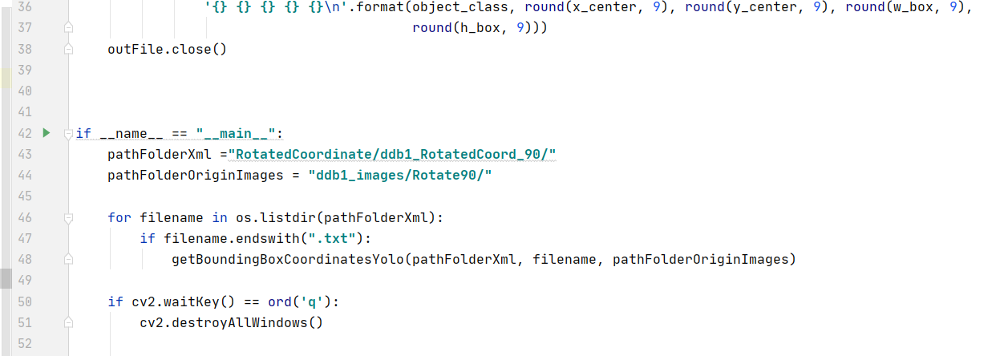 36 '{} {} {} {} {}\n'.format(object_class, round(x_center, 9), round(y_center, 9), round(w_box, 9),
37 round(h_box, 9)))
38 outFile.close()
39
40
41
42 if __name__ == "__main__":
43 pathFolderXml ="RotatedCoordinate/ddb1_RotatedCoord_90/"
44 pathFolderOriginImages = "ddb1_images/Rotate90/"
45
46 for filename in os.listdir(pathFolderXml):
47 if filename.endswith(".txt"):
48 getBoundingBoxCoordinatesYolo(pathFolderXml, filename, pathFolderOriginImages)
49
50 if cv2.waitKey() == ord('q'):
51 cv2.destroyAllWindows()
52